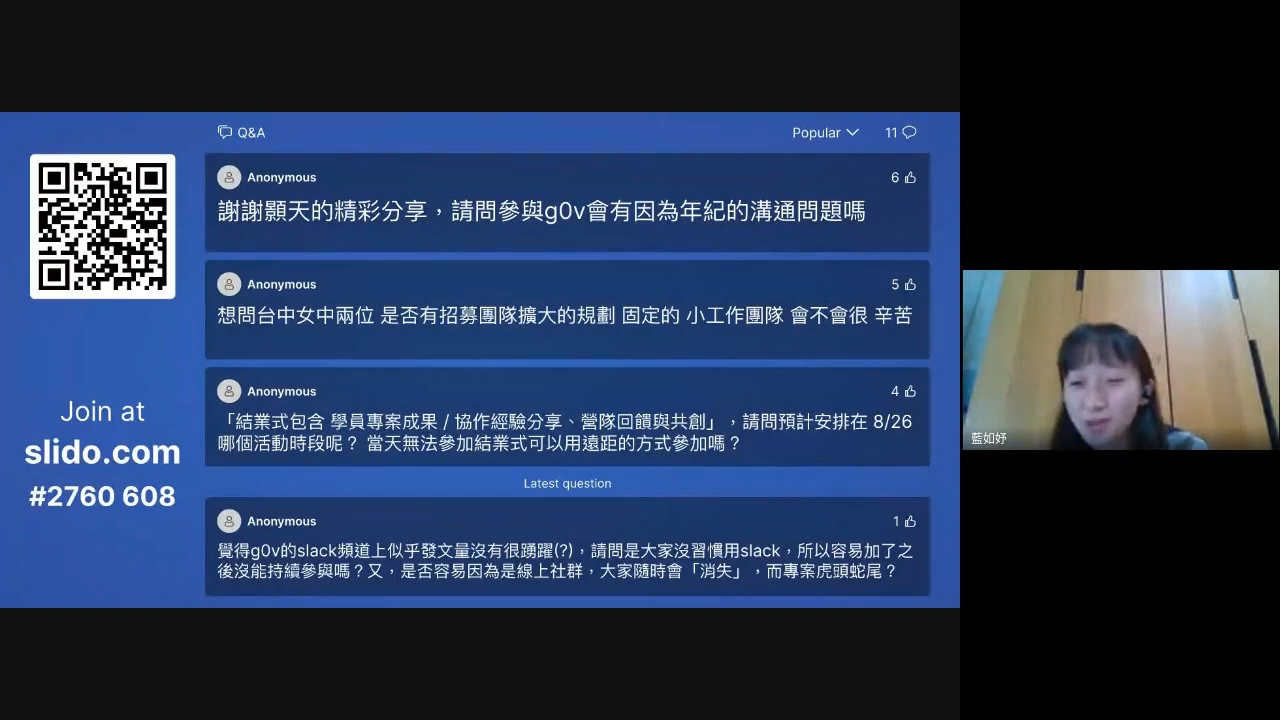 Q&A
Popular
11
Anonymous
6
謝謝顥天的精彩分享，請問參與g0v會有因為年紀的溝通問題嗎
Anonymous
5
想問台中女中兩位 是否有招募團隊擴大的規劃 固定的 小工作團隊 會不會很 辛苦
Anonymous
4
「結業式包含 學員專案成果 / 協作經驗分享、營隊回饋與共創」，請問預計安排在 8/26
哪個活動時段呢？ 當天無法參加結業式可以用遠距的方式參加嗎？
Latest question
Anonymous
1
覺得g0v的slack頻道上似乎發文量沒有很踴躍(?)，請問是大家沒習慣用slack，所以容易加了之
後沒能持續參與嗎？又，是否容易因為是線上社群，大家隨時會「消失」，而專案虎頭蛇尾？
Join at
slido.com
#2760 608
藍如妤